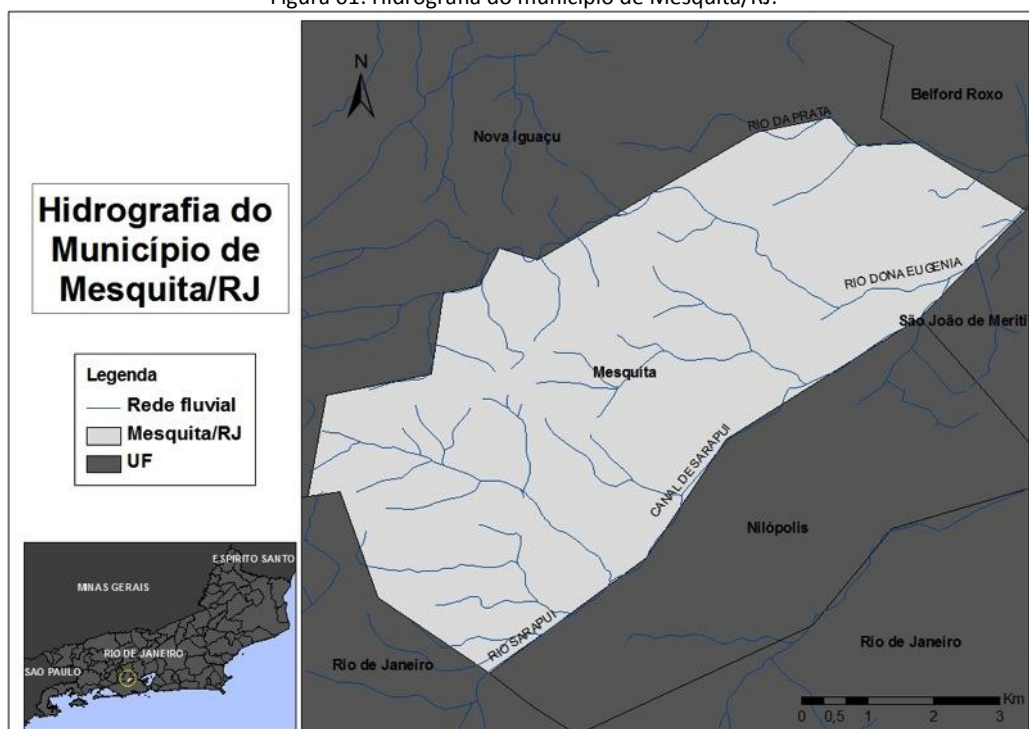 Figura 01: Hidrografia do município de Mesquita/RJ.
Hidrografia do
Município de
Mesquita/RJ
Legenda
Rede fluvial
Mesquita/RJ
UF
ESPIRITO SANTO
MINAS GERAIS
RIO DE JANEIRO
SAO PAULO
N
Belford Roxo
RIO DA PRATA
Nova Iguaçu
RIO DONA EUGENIA
São João de Meriti
Mesquita
CANAL DE SARAPUI
Nilópolis
RIO SARAPUI
Rio de Janeiro
Rio de Janeiro
Km
0 0,5 1 2 3